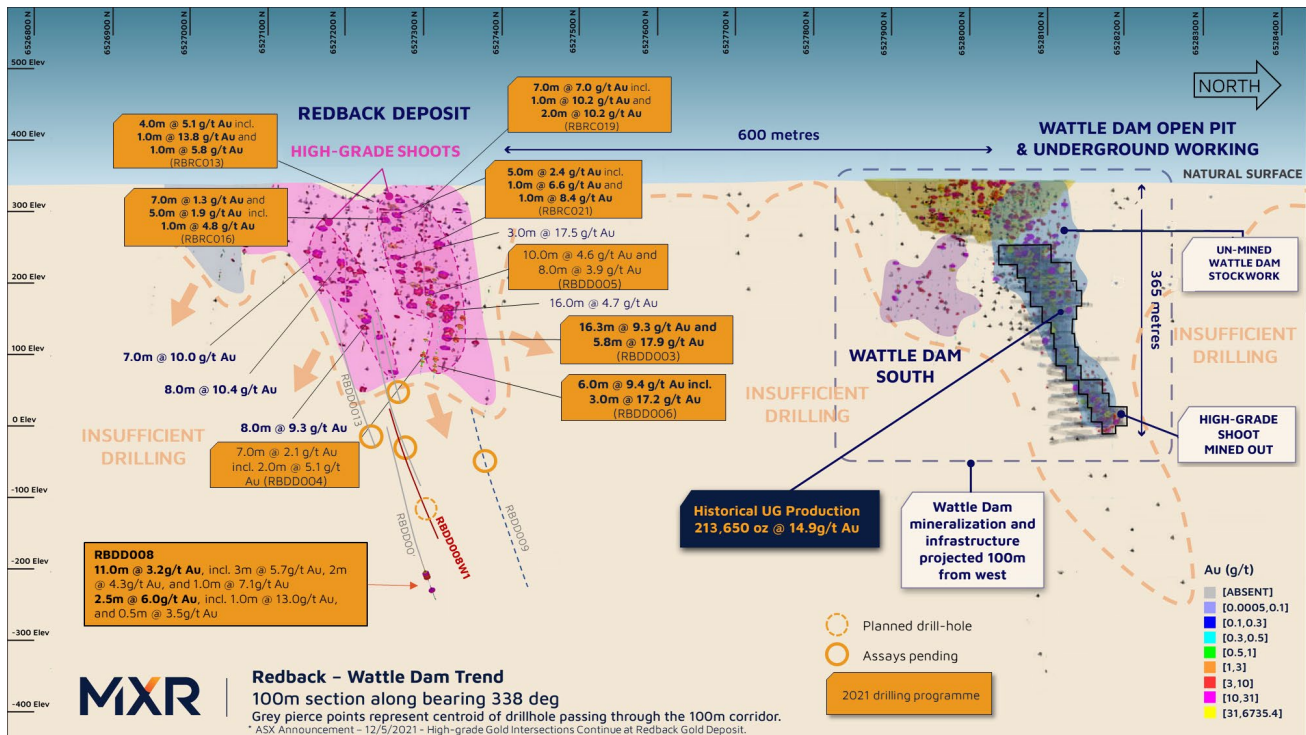 6526800 N
6526900 N
6527000 N
6527100 N
6527200 N
6527300 N
6527400 N
6527500 N
6527600 N
6527700 N
6527800 N
6527900 N
6528000 N
6528100 N
6528200 N
6528300 N
6528400 N
500 Elev
400 Elev
300 Elev
200 Elev
100 Elev
0 Elev
-100 Elev
-200 Elev
-300 Elev
-400 Elev
NORTH
REDBACK DEPOSIT
HIGH-GRADE SHOOTS
4.0m @ 5.1 g/t Au incl.
1.0m @ 13.8 g/t Au and
1.0m @ 5.8 g/t Au
(RBRC013)
7.0m @ 7.0 g/t Au incl.
1.0m @ 10.2 g/t Au and
2.0m @ 10.2 g/t Au
(RBRC019)
600 metres
WATTLE DAM OPEN PIT
& UNDERGROUND WORKING
NATURAL SURFACE
7.0m @ 1.3 g/t Au and
5.0m @ 1.9 g/t Au incl.
1.0m @ 4.8 g/t Au
(RBRC016)
5.0m @ 2.4 g/t Au incl.
1.0m @ 6.6 g/t Au and
1.0m @ 8.4 g/t Au
(RBRC021)
3.0m @ 17.5 g/t Au
10.0m @ 4.6 g/t Au and
8.0m @ 3.9 g/t Au
(RBDD005)
16.0m @ 4.7 g/t Au
16.3m @ 9.3 g/t Au and
5.8m @ 17.9 g/t Au
(RBDD003)
6.0m @ 9.4 g/t Au incl.
3.0m @ 17.2 g/t Au
(RBDD006)
7.0m @ 10.0 g/t Au
8.0m @ 10.4 g/t Au
8.0m @ 9.3 g/t Au
7.0m @ 2.1 g/t Au
incl. 2.0m @ 5.1 g/t
Au (RBDD004)
INSUFFICIENT
DRILLING
RBDD0013
RBDD00
RBDD008W1
RBDD009
RBDD008
11.0m @ 3.2g/t Au, incl. 3m @ 5.7g/t Au, 2m
@ 4.3g/t Au, and 1.0m @ 7.1g/t Au
2.5m @ 6.0g/t Au, incl. 1.0m @ 13.0g/t Au,
and 0.5m @ 3.5g/t Au
UN-MINED
WATTLE DAM
STOCKWORK
365 metres
WATTLE DAM
SOUTH
INSUFFICIENT
DRILLING
INSUFFICIENT
DRILLING
HIGH-GRADE
SHOOT
MINED OUT
Historical UG Production
213,650 oz @ 14.9g/t Au
Wattle Dam
mineralization and
infrastructure
projected 100m
from west
Planned drill-hole
Assays pending
2021 drilling programme
Au (g/t)
[ABSENT]
[0.0005,0.1]
[0.1,0.3]
[0.3,0.5]
[0.5,1]
[1,3]
[3,10]
[10,31]
[31,6735.4]
MXR
Redback – Wattle Dam Trend
100m section along bearing 338 deg
Grey pierce points represent centroid of drillhole passing through the 100m corridor.
* ASX Announcement – 12/5/2021 - High-grade Gold Intersections Continue at Redback Gold Deposit.